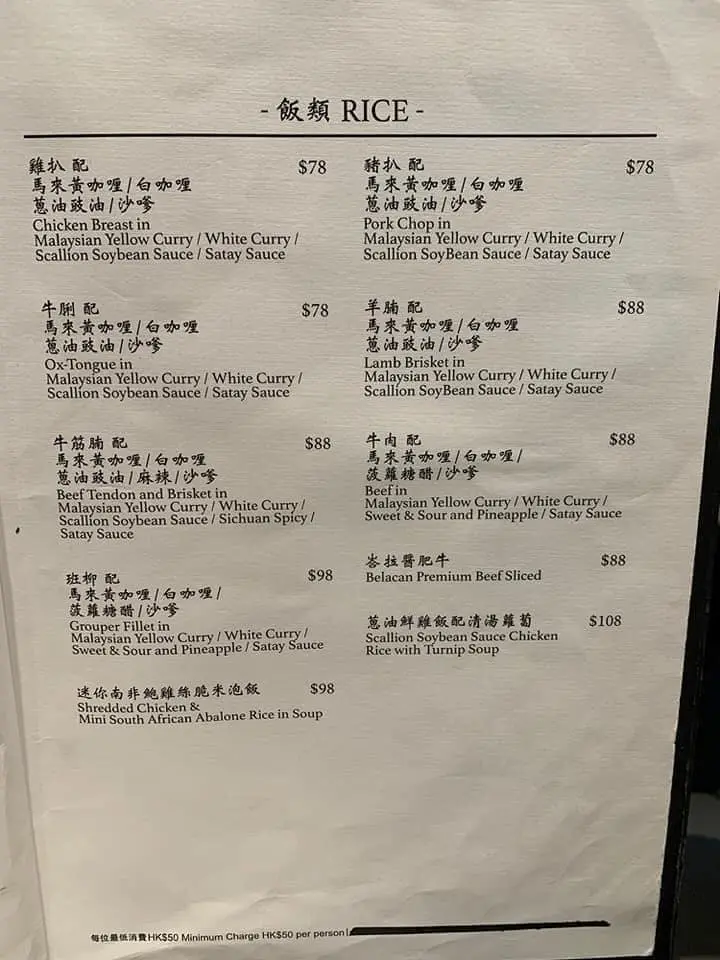 - 飯類 RICE -
雞扒 配 $78
馬來黃咖喱/白咖喱
蔥油豉油/沙嗲
Chicken Breast in
Malaysian Yellow Curry / White Curry /
Scallion Soybean Sauce / Satay Sauce
豬扒 配 $78
馬來黃咖喱/白咖喱
蔥油豉油/沙嗲
Pork Chop in
Malaysian Yellow Curry / White Curry /
Scallion SoyBean Sauce / Satay Sauce
牛脷 配 $78
馬來黃咖喱/白咖喱
蔥油豉油/沙嗲
Ox-Tongue in
Malaysian Yellow Curry / White Curry /
Scallion Soybean Sauce / Satay Sauce
羊腩 配 $88
馬來黃咖喱/白咖喱
蔥油豉油/沙嗲
Lamb Brisket in
Malaysian Yellow Curry / White Curry /
Scallion SoyBean Sauce / Satay Sauce
牛筋腩 配 $88
馬來黃咖喱/白咖喱
蔥油豉油/麻辣/沙嗲
Beef Tendon and Brisket in
Malaysian Yellow Curry / White Curry /
Scallion Soybean Sauce / Sichuan Spicy /
Satay Sauce
牛肉 配 $88
馬來黃咖喱/白咖喱/
菠蘿糖醋/沙嗲
Beef in
Malaysian Yellow Curry / White Curry /
Sweet & Sour and Pineapple / Satay Sauce
班柳 配 $98
馬來黃咖喱/白咖喱/
菠蘿糖醋/沙嗲
Grouper Fillet in
Malaysian Yellow Curry / White Curry /
Sweet & Sour and Pineapple / Satay Sauce
峇拉醬肥牛 $88
Belacan Premium Beef Sliced
蔥油鮮雞飯配清湯蘿蔔 $108
Scallion Soybean Sauce Chicken
Rice with Turnip Soup
迷你南非鮑雞絲脆米泡飯 $98
Shredded Chicken &
Mini South African Abalone Rice in Soup
每位最低消費HK$50 Minimum Charge HK$50 per person|